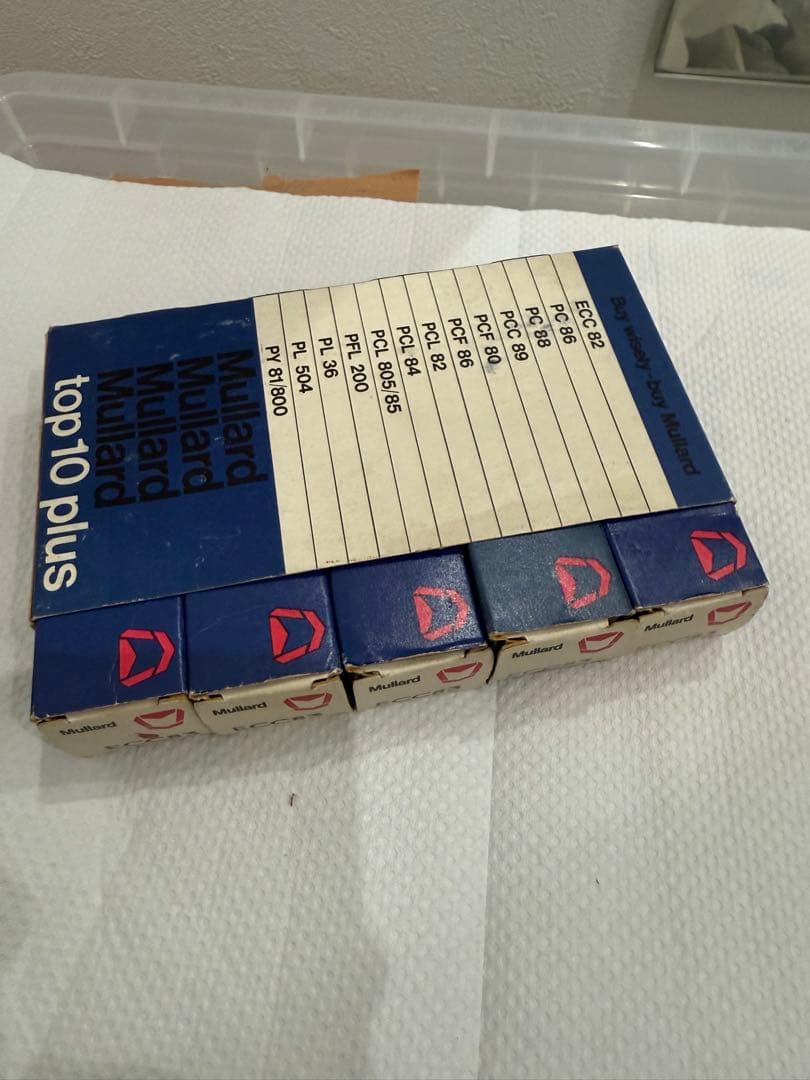 Buy wisely-buy Mullard
ECC 82
PC 86
PC 88
PCC 89
PCF 80
PCF 86
PCL 82
PCL 84
PCL 805/85
PFL 200
PL 36
PL 504
PY 81/800
Mullard
Mullard
Mullard
Mullard
top 10 plus
Mullard
Mullard
Mullard
Mullard
Mullard